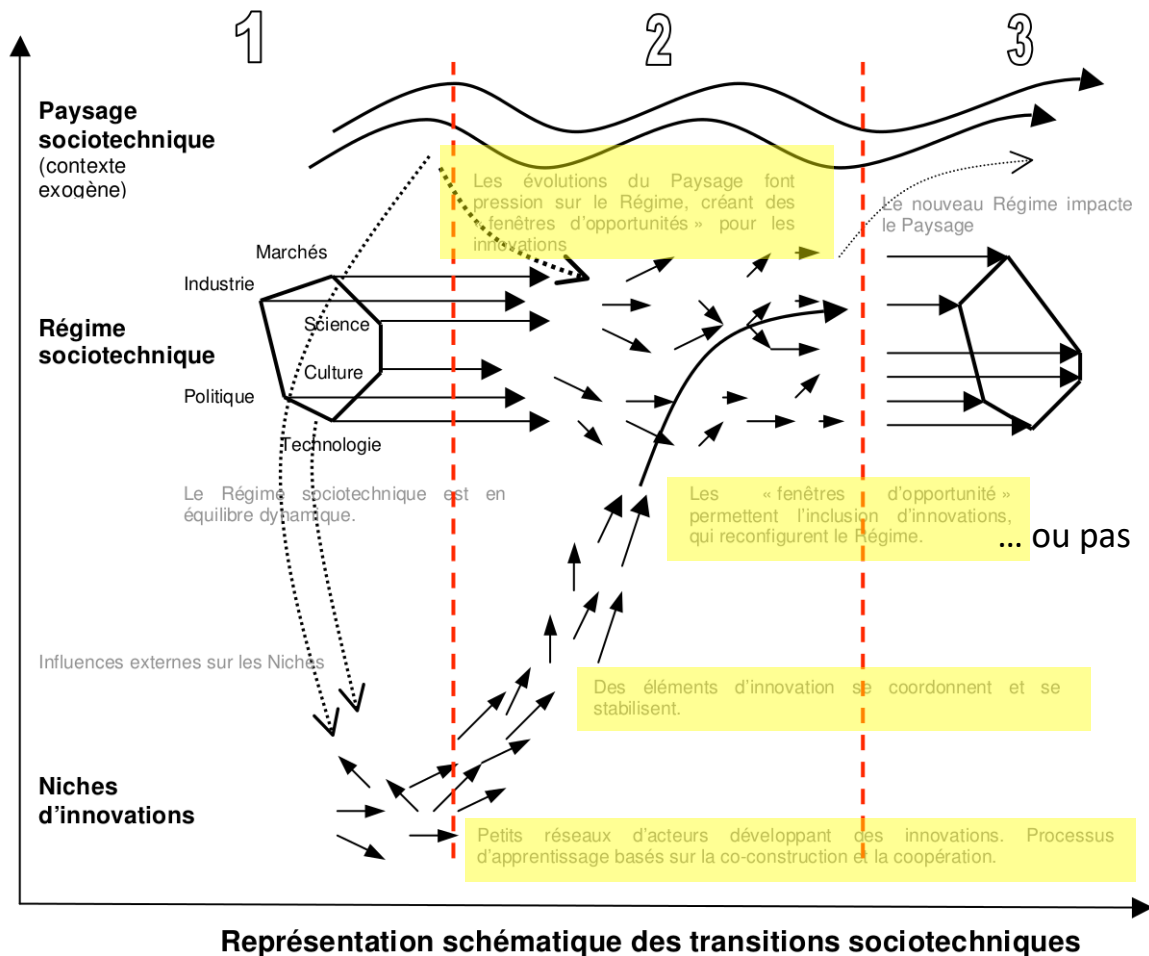 1
2
3
Paysage
sociotechnique
(contexte
exogène)
Les évolutions du Paysage font
pression sur le Régime, créant des
« fenêtres d'opportunités » pour les
innovations
Le nouveau Régime impacte
le Paysage
Marchés
Industrie
Science
Régime
sociotechnique
Culture
Politique
Technologie
Le Régime sociotechnique est en
équilibre dynamique.
Les « fenêtres d'opportunité »
permettent l'inclusion d'innovations,
qui reconfigurent le Régime.
... ou pas
Influences externes sur les Niches
Des éléments d'innovation se coordonnent et se
stabilisent.
Niches
d'innovations
Petits réseaux d'acteurs développant des innovations. Processus
d'apprentissage basés sur la co-construction et la coopération.
Représentation schématique des transitions sociotechniques